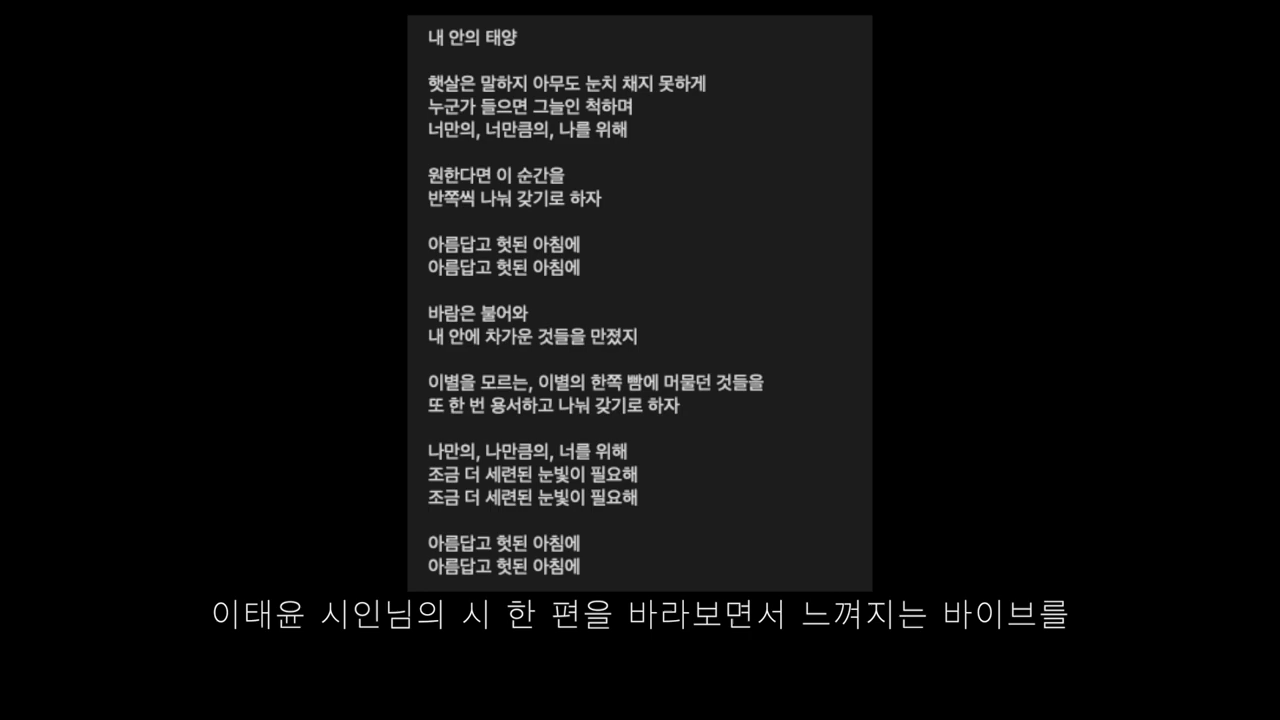 내 안의 태양
햇살은 말하지 아무도 눈치 채지 못하게
누군가 들으면 그늘인 척하며
너만의, 너만큼의, 나를 위해
원한다면 이 순간을
반쪽씩 나눠 갖기로 하자
아름답고 헛된 아침에
아름답고 헛된 아침에
바람은 불어와
내 안에 차가운 것들을 만졌지
이별을 모르는, 이별의 한쪽 뺨에 머물던 것들을
또 한 번 용서하고 나눠 갖기로 하자
나만의, 나만큼의, 너를 위해
조금 더 세련된 눈빛이 필요해
조금 더 세련된 눈빛이 필요해
아름답고 헛된 아침에
아름답고 헛된 아침에
이태윤 시인님의 시 한 편을 바라보면서 느껴지는 바이브를